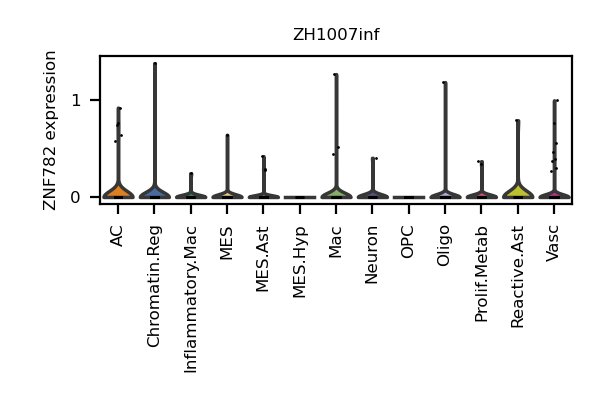 ZH1007inf
ZNF782 expression
1
0
AC
Chromatin.Reg
Inflammatory.Mac
MES
MES.Ast
MES.Hyp
Mac
Neuron
OPC
Oligo
Prolif.Metab
Reactive.Ast
Vasc